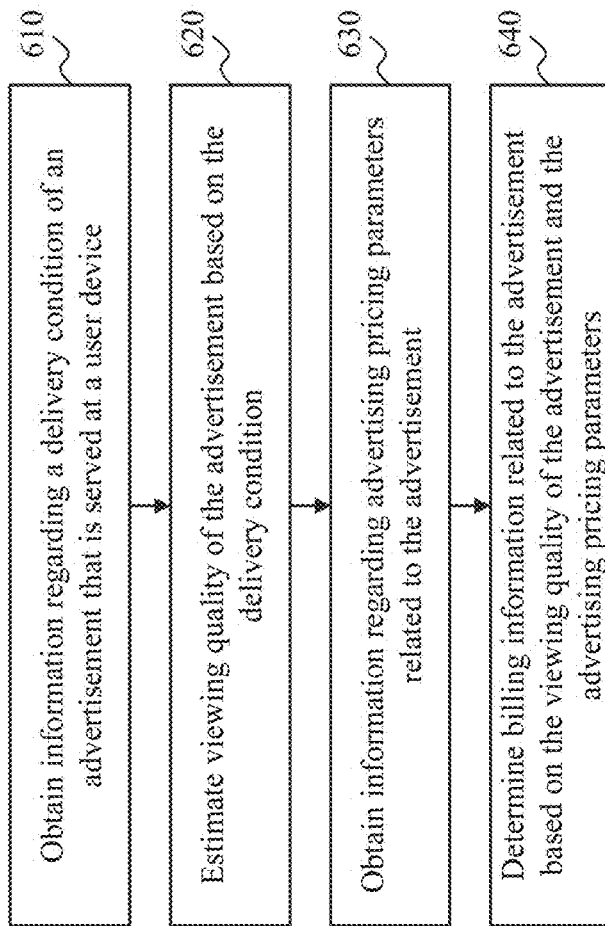 610
Obtain information regarding a delivery condition of an
advertisement that is served at a user device
620
Estimate viewing quality of the advertisement based on the
delivery condition
630
Obtain information regarding advertising pricing parameters
related to the advertisement
640
Determine billing information related to the advertisement
based on the viewing quality of the advertisement and the
advertising pricing parameters